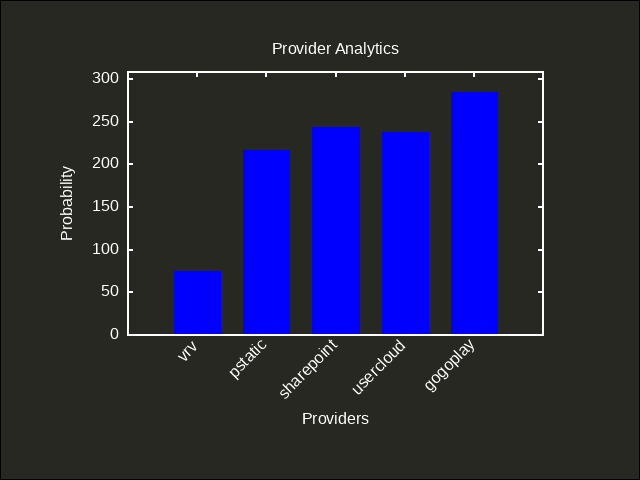 Provider Analytics
300
250
200
150
100
50
0
Probability
vrv
pstatic
sharepoint
usercloud
gogoplay
Providers